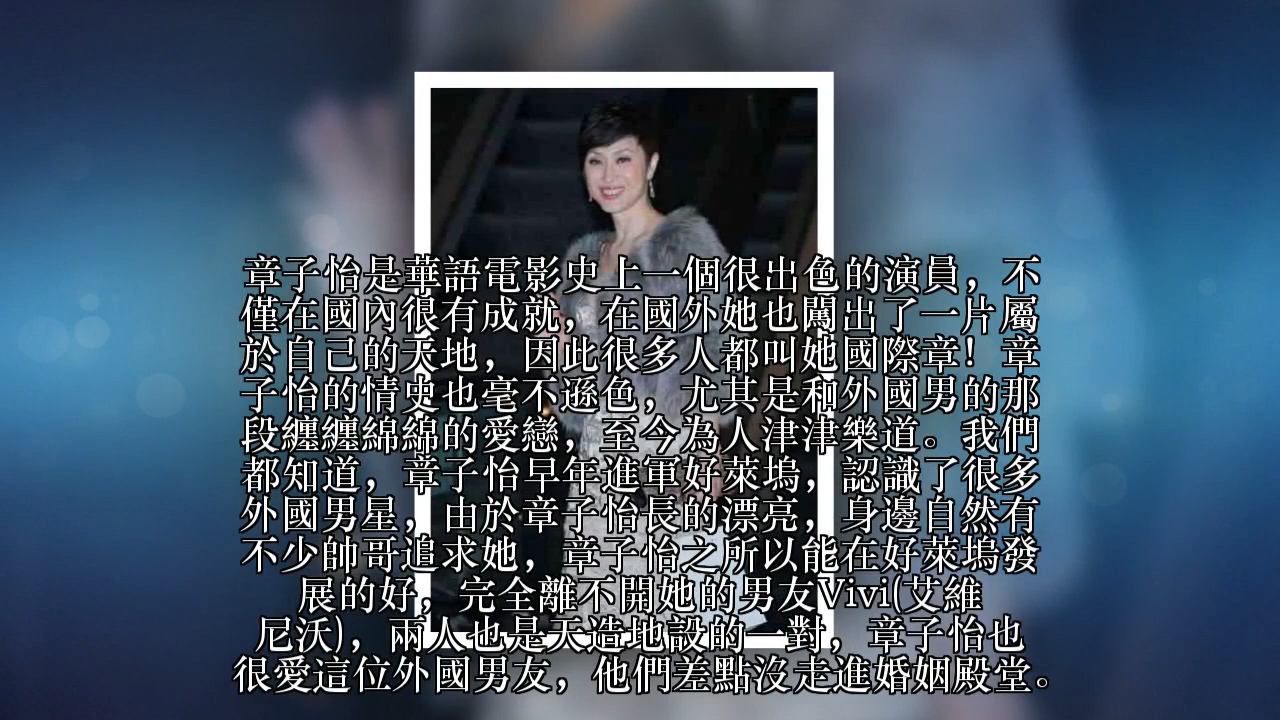 章子怡是華語電影史上一個很出色的演員，不
僅在國內很有成就，在國外她也闖出了一片屬
於自己的天地，因此很多人都叫她國際章！章
子怡的情史也毫不遜色，尤其是和外國男的那
段纏纏綿綿的愛戀，至今為人津津樂道。我們
都知道，章子怡早年進軍好萊塢，認識了很多
外國男星，由於章子怡長的漂亮，身邊自然有
不少帥哥追求她，章子怡之所以能在好萊塢發
展的好，完全離不開她的男友Vivi(艾維
尼沃)，兩人也是天造地設的一對，章子怡也
很愛這位外國男友，他們差點沒走進婚姻殿堂。